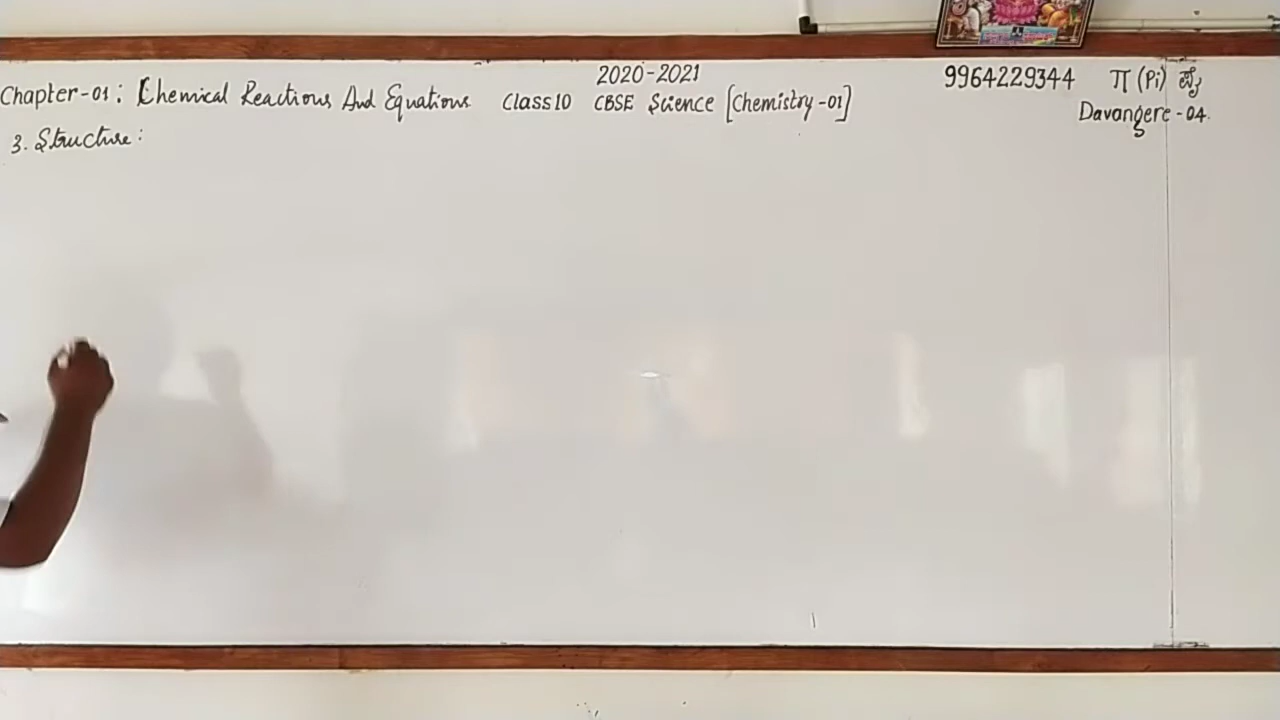 2020-2021
Chapter-01: Chemical Reactions And Equations Class 10 CBSE Science [Chemistry-01] 9964229344 π (Pi)
Davangere - 04.
3. Structure: